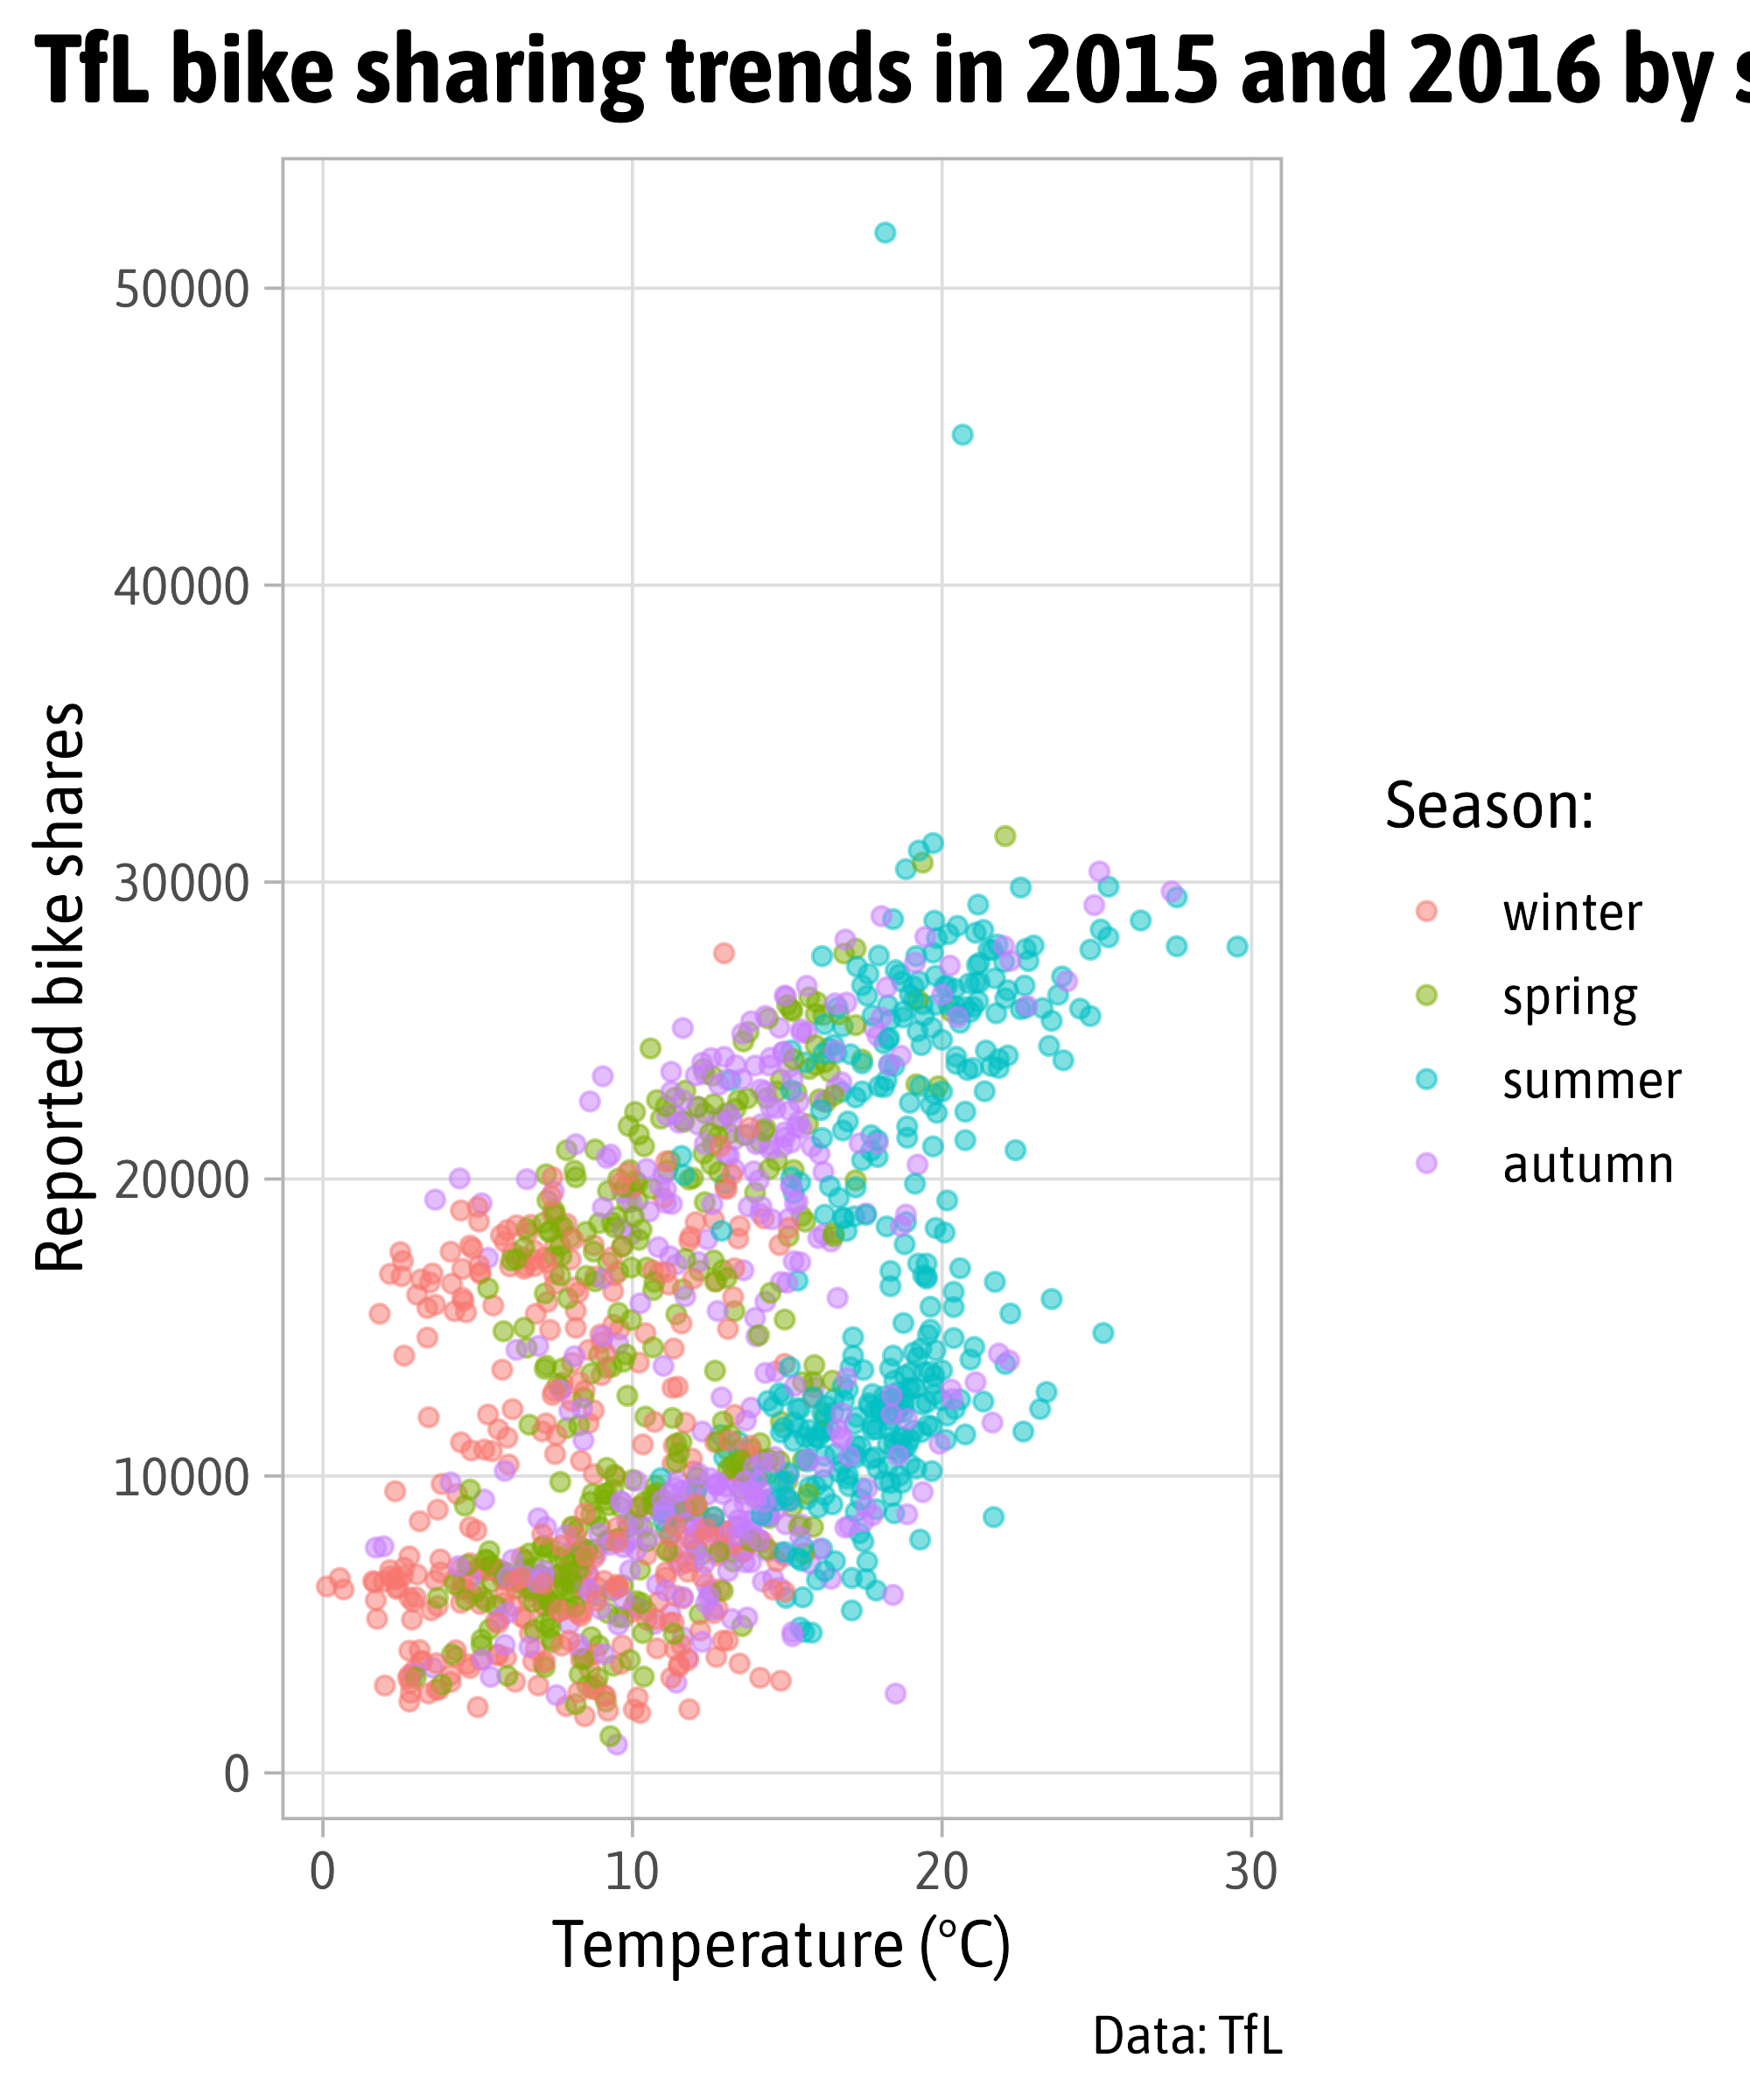 TfL bike sharing trends in 2015 and 2016 by
Reported bike shares
50000
40000
30000
20000
10000
0
0 10 20 30
Temperature (°C)
Season:
winter
spring
summer
autumn
Data: TfL